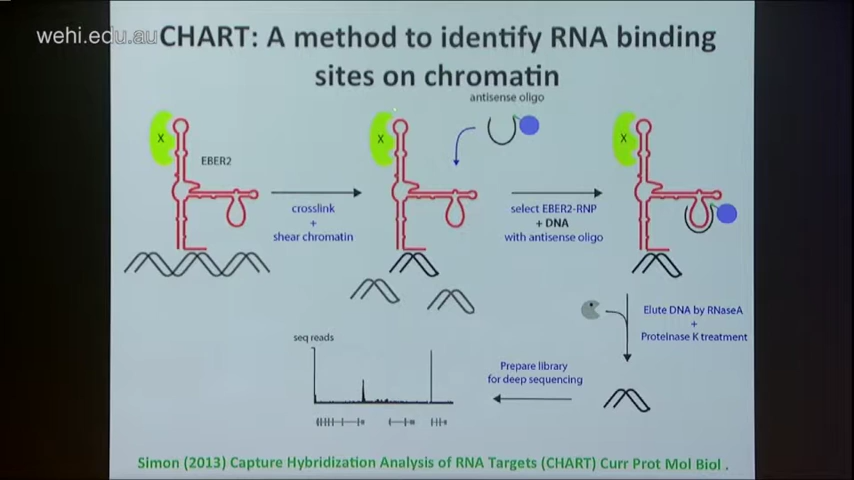 wehi.edu.au
CHART: A method to identify RNA binding
sites on chromatin
antisense oligo
X
EBER2
X
X
crosslink
+
shear chromatin
select EBER2-RNP
+ DNA
with antisense oligo
Elute DNA by RNaseA
+
Proteinase K treatment
seq reads
Prepare library
for deep sequencing
Simon (2013) Capture Hybridization Analysis of RNA Targets (CHART) Curr Prot Mol Biol .